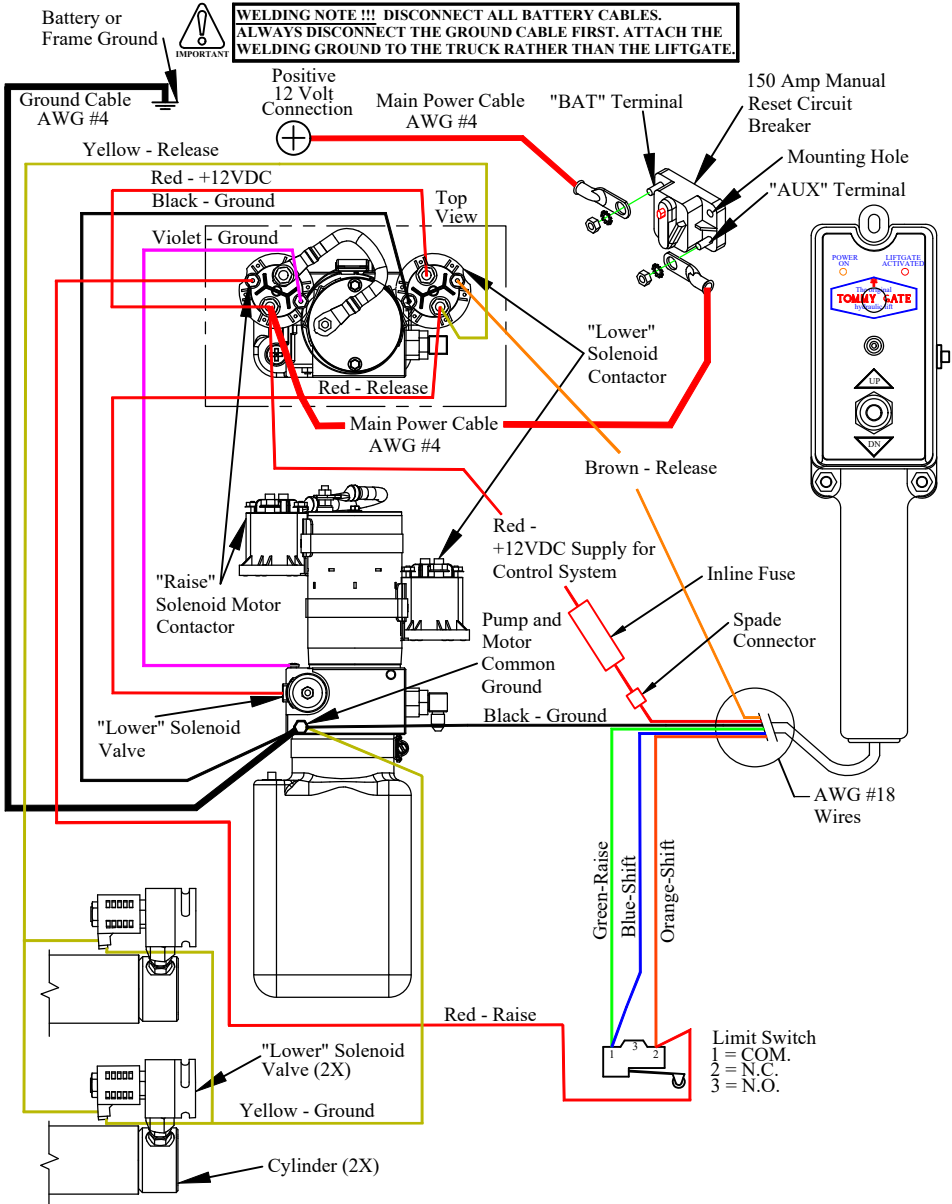 Battery or
Frame Ground
IMPORTANT
WELDING NOTE !!! DISCONNECT ALL BATTERY CABLES.
ALWAYS DISCONNECT THE GROUND CABLE FIRST. ATTACH THE
WELDING GROUND TO THE TRUCK RATHER THAN THE LIFTGATE.
Ground Cable
AWG #4
Positive
12 Volt
Connection
Main Power Cable
AWG #4
"BAT" Terminal
150 Amp Manual
Reset Circuit
Breaker
Mounting Hole
"AUX" Terminal
Yellow - Release
Red - +12VDC
Black - Ground
Top
View
Violet - Ground
POWER
ON
LIFTGATE
ACTIVATED
The original
TOMMY GATE
hydraulic lift
UP
DN
"Lower"
Solenoid
Contactor
Red - Release
Main Power Cable
AWG #4
Brown - Release
Red -
+12VDC Supply for
Control System
Inline Fuse
"Raise"
Solenoid Motor
Contactor
Pump and
Motor
Common
Ground
Spade
Connector
"Lower" Solenoid
Valve
Black - Ground
AWG #18
Wires
Green-Raise
Blue-Shift
Orange-Shift
Red - Raise
1
3
2
Limit Switch
1 = COM.
2 = N.C.
3 = N.O.
"Lower" Solenoid
Valve (2X)
Yellow - Ground
Cylinder (2X)